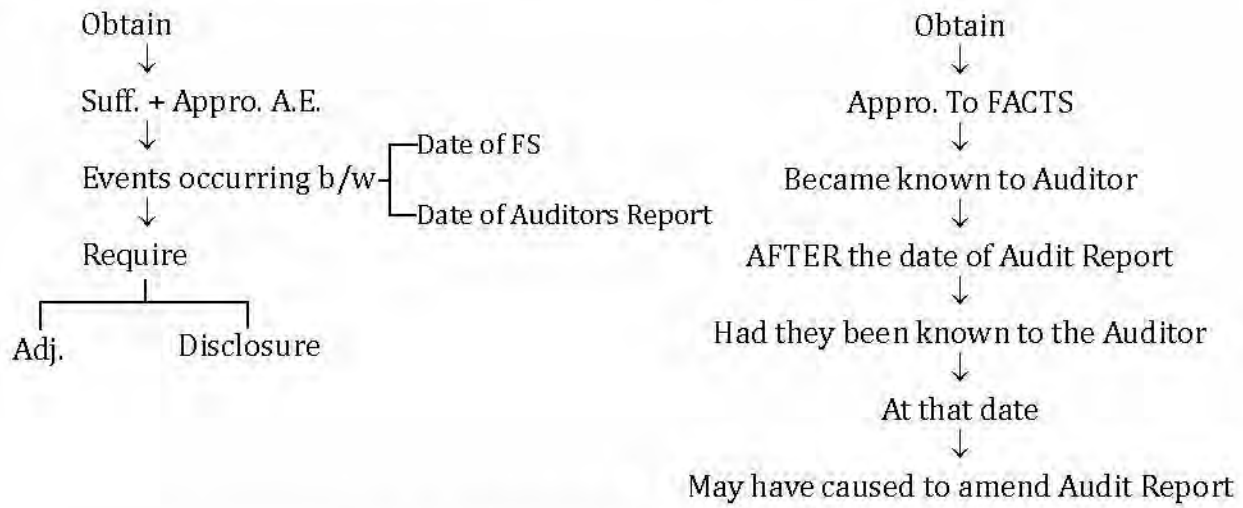 Obtain
Suff. + Appro. A.E.
Events occurring b/w
Date of FS
Date of Auditors Report
Require
Adj.
Disclosure
Obtain
Appro. To FACTS
Became known to Auditor
AFTER the date of Audit Report
Had they been known to the Auditor
At that date
May have caused to amend Audit Report